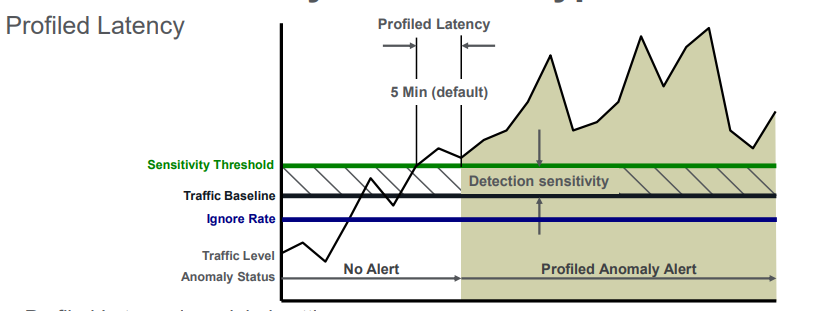 Profiled Latency
Profiled Latency
5 Min (default)
Sensitivity Threshold
Detection sensitivity
Traffic Baseline
Ignore Rate
Traffic Level
No Alert
Profiled Anomaly Alert
Anomaly Status